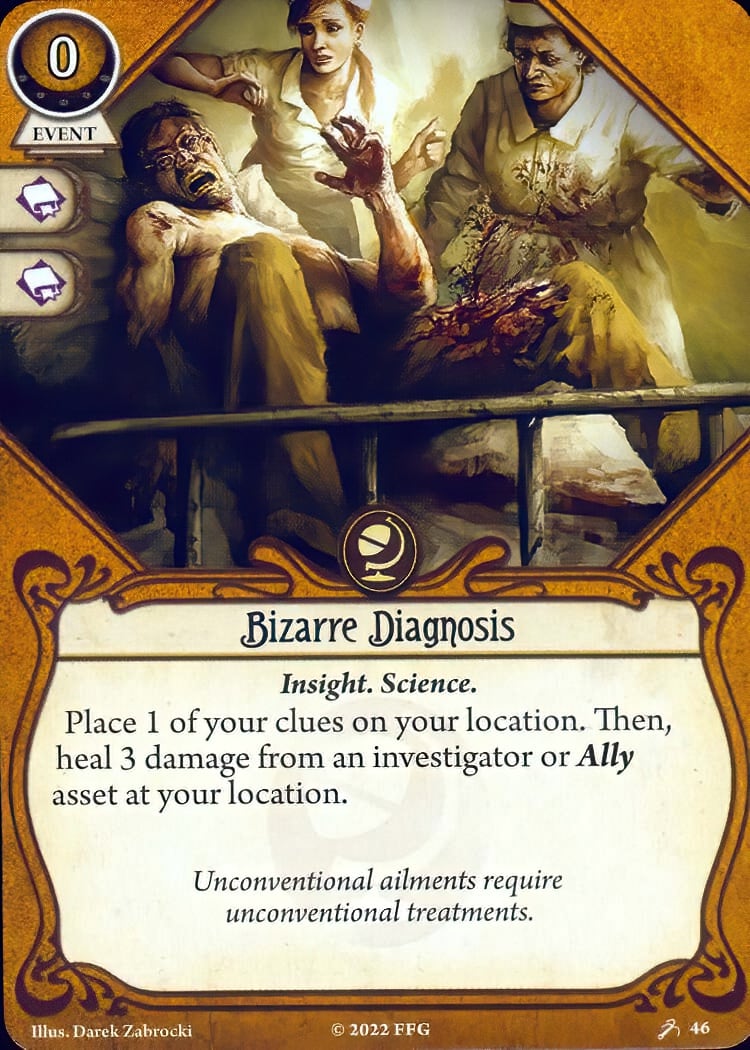 0
EVENT
Bizarre Diagnosis
Insight. Science.
Place 1 of your clues on your location. Then,
heal 3 damage from an investigator or Ally
asset at your location.
Unconventional ailments require
unconventional treatments.
Illus. Darek Zabrocki
© 2022 FFG
46